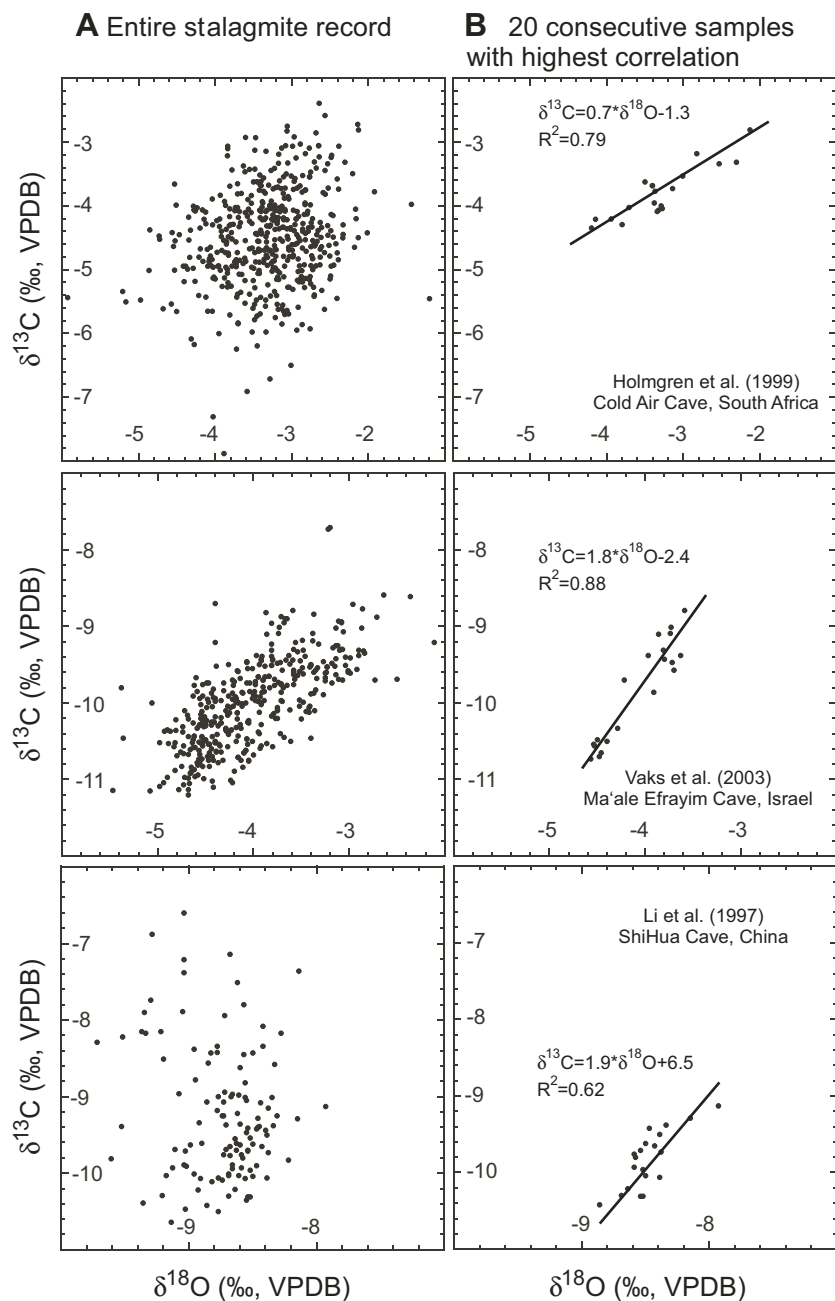 A Entire stalagmite record
B 20 consecutive samples
with highest correlation
δ¹³C (‰, VPDB)
-3
-4
-5
-6
-7
-5 -4 -3 -2
δ¹³C=0.7*δ¹⁸O-1.3
R²=0.79
-3
-4
-5
-6
-7
Holmgren et al. (1999)
Cold Air Cave, South Africa
-5 -4 -3 -2
δ¹³C (‰, VPDB)
-8
-9
-10
-11
-5 -4 -3
δ¹³C=1.8*δ¹⁸O-2.4
R²=0.88
-8
-9
-10
-11
Vaks et al. (2003)
Ma‘ale Efrayim Cave, Israel
-5 -4 -3
δ¹³C (‰, VPDB)
-7
-8
-9
-10
-9 -8
Li et al. (1997)
ShiHua Cave, China
-7
-8
δ¹³C=1.9*δ¹⁸O+6.5
R²=0.62
-9
-10
-9 -8
δ¹⁸O (‰, VPDB)
δ¹⁸O (‰, VPDB)